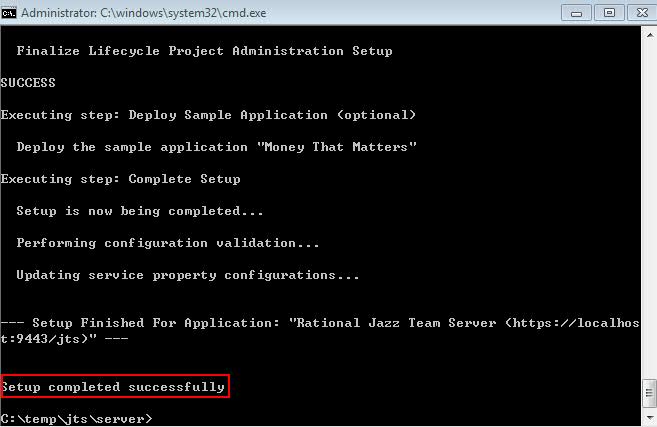 Administrator: C:\windows\system32\cmd.exe
Finalize Lifecycle Project Administration Setup
SUCCESS
Executing step: Deploy Sample Application (optional)
Deploy the sample application "Money That Matters"
Executing step: Complete Setup
Setup is now being completed...
Performing configuration validation...
Updating service property configurations...
--- Setup Finished For Application: "Rational Jazz Team Server (https://localhos
t:9443/jts)" ---
Setup completed successfully
C:\temp\jts\server>